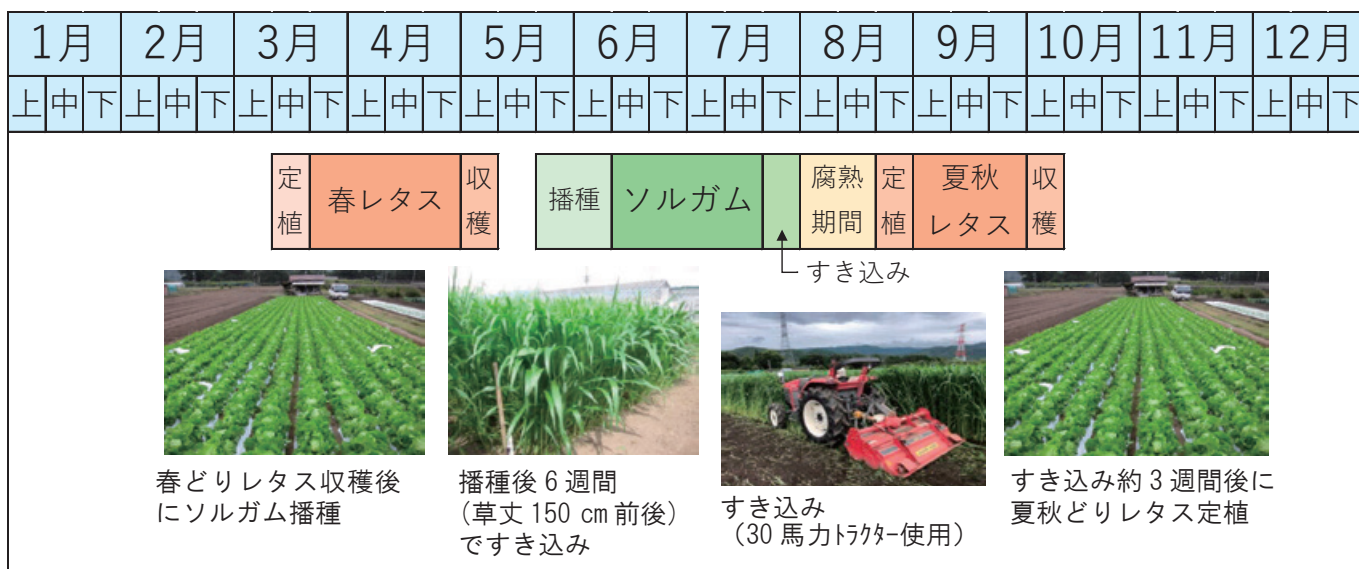 1月 2月 3月 4月 5月 6月 7月 8月 9月 10月 11月 12月
上 中 下 上 中 下 上 中 下 上 中 下 上 中 下 上 中 下 上 中 下 上 中 下 上 中 下 上 中 下 上 中 下 上 中 下
定植
春レタス
収穫
播種
ソルガム
腐熟
期間
定植
夏秋
レタス
収穫
すき込み
春どりレタス収穫後
にソルガム播種
播種後6週間
(草丈150 cm前後)
ですき込み
すき込み
(30馬力トラクター使用)
すき込み約3週間後に
夏秋どりレタス定植